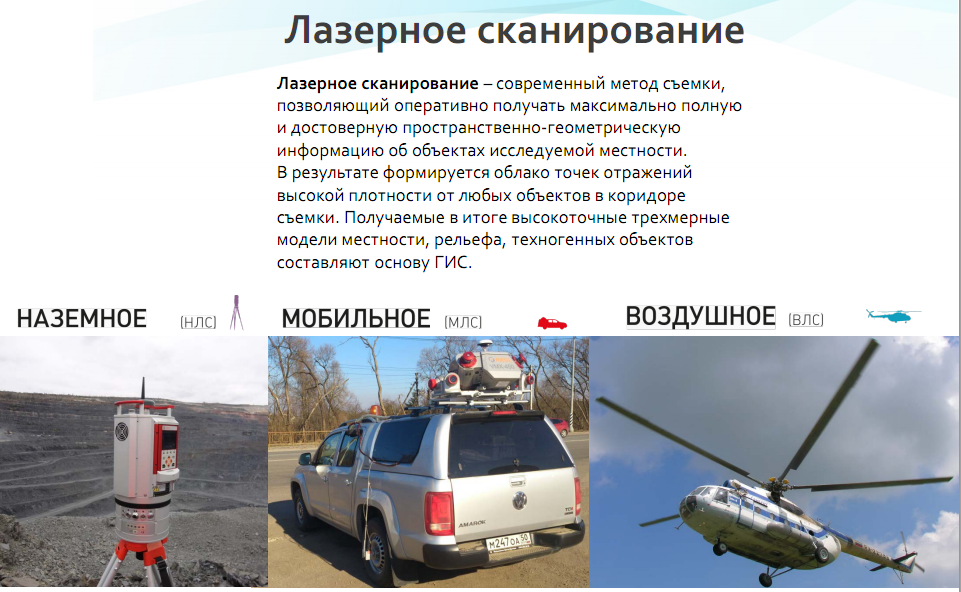 Лазерное сканирование
Лазерное сканирование – современный метод съемки,
позволяющий оперативно получать максимально полную
и достоверную пространственно-геометрическую
информацию об объектах исследуемой местности.
В результате формируется облако точек отражений
высокой плотности от любых объектов в коридоре
съемки. Получаемые в итоге высокоточные трехмерные
модели местности, рельефа, техногенных объектов
составляют основу ГИС.
НАЗЕМНОЕ (НЛС)
МОБИЛЬНОЕ (МЛС)
ВОЗДУШНОЕ (ВЛС)
AMAROK
TDI
М247ОА 50